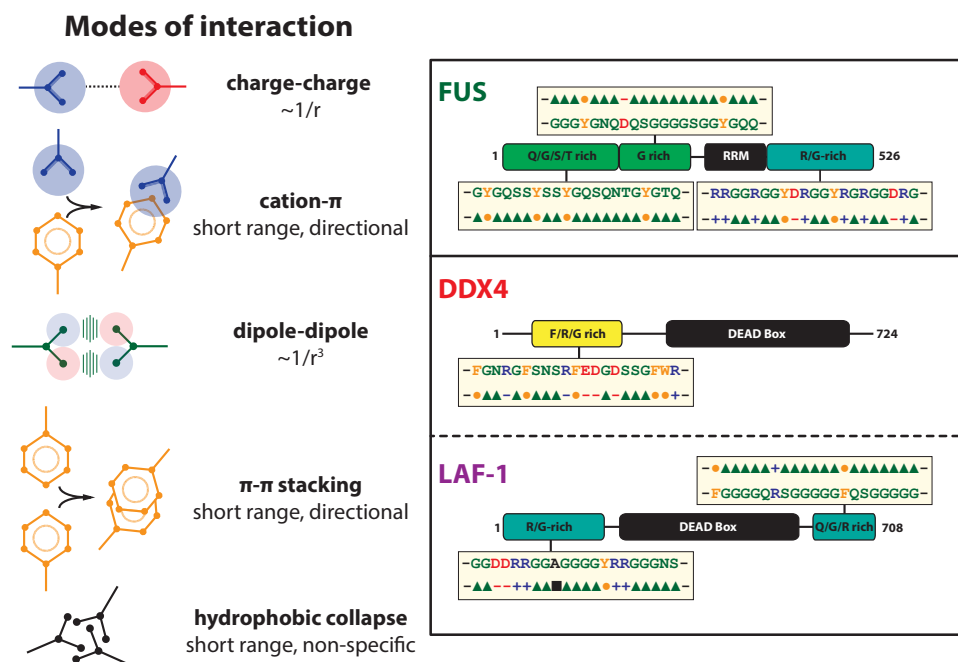 Modes of interaction
charge-charge
~1/r
cation-π
short range, directional
dipole-dipole
~1/r³
π-π stacking
short range, directional
hydrophobic collapse
short range, non-specific
FUS
-▲▲▲●▲▲▲-▲▲▲▲▲▲▲▲▲●▲▲▲-
-GGGYGNQDQSGGGGSGGYGQQ-
1
Q/G/S/T rich
G rich
RRM
R/G-rich
526
-GYGQSSYSSYGQSQNTGYGTQ-
-▲●▲▲▲▲●▲▲●▲▲▲▲▲▲▲●▲▲▲-
-RRGGRGGYDRGGYRGRGGDRG-
-++▲▲+▲▲●-+▲▲●+▲+▲▲-+▲-
DDX4
1
F/R/G rich
DEAD Box
724
-FGNRGFSNSRFEDGDSSGFWR-
LAF-1
-●▲▲▲▲▲+▲▲▲▲▲▲●▲▲▲▲▲▲▲-
-FGGGGQRSGGGGGFQSGGGGG-
1
R/G-rich
DEAD Box
Q/G/R rich
708
-GGDDRRGGAGGGGYRRGGGNS-
-▲▲--++▲▲■▲▲▲▲●++▲▲▲▲▲-